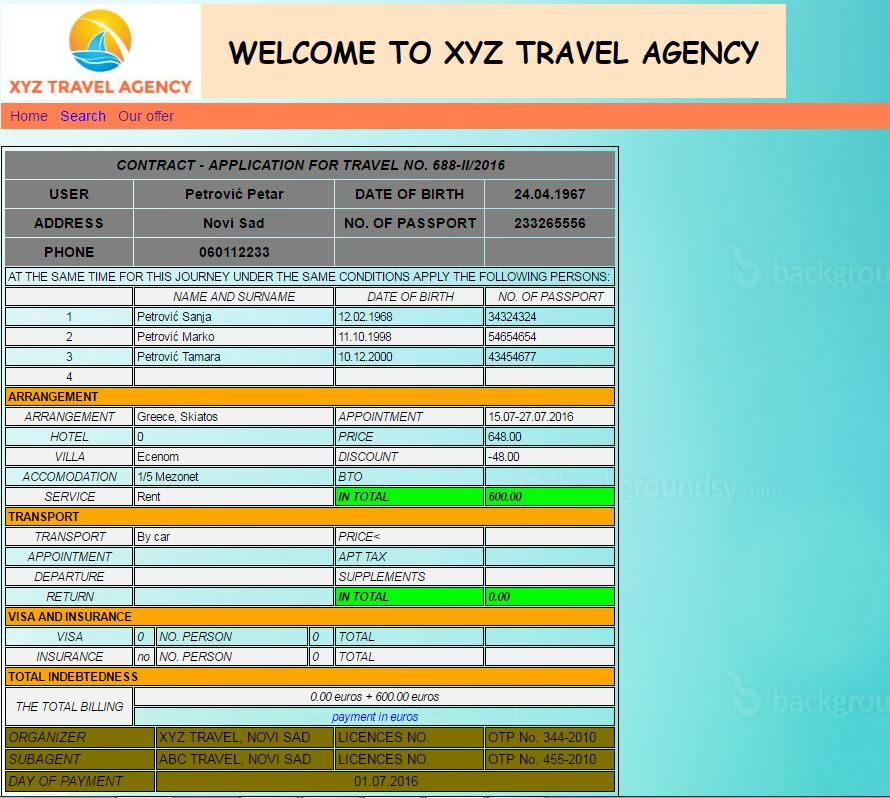 XYZ TRAVEL AGENCY
WELCOME TO XYZ TRAVEL AGENCY
Home Search Our offer
CONTRACT - APPLICATION FOR TRAVEL NO. 688-II/2016
USER Petrović Petar DATE OF BIRTH 24.04.1967
ADDRESS Novi Sad NO. OF PASSPORT 233265556
PHONE 060112233
AT THE SAME TIME FOR THIS JOURNEY UNDER THE SAME CONDITIONS APPLY THE FOLLOWING PERSONS:
NAME AND SURNAME DATE OF BIRTH NO. OF PASSPORT
1 Petrović Sanja 12.02.1968 34324324
2 Petrović Marko 11.10.1998 54654654
3 Petrović Tamara 10.12.2000 43454677
4
ARRANGEMENT
ARRANGEMENT Greece, Skiatos APPOINTMENT 15.07-27.07.2016
HOTEL 0 PRICE 648.00
VILLA Ecenom DISCOUNT -48.00
ACCOMODATION 1/5 Mezonet BTO
SERVICE Rent IN TOTAL 600.00
TRANSPORT
TRANSPORT By car PRICE<
APPOINTMENT APT TAX
DEPARTURE SUPPLEMENTS
RETURN IN TOTAL 0.00
VISA AND INSURANCE
VISA 0 NO. PERSON 0 TOTAL
INSURANCE no NO. PERSON 0 TOTAL
TOTAL INDEBTEDNESS
THE TOTAL BILLING 0.00 euros + 600.00 euros
payment in euros
ORGANIZER XYZ TRAVEL, NOVI SAD LICENCES NO. OTP No. 344-2010
SUBAGENT ABC TRAVEL, NOVI SAD LICENCES NO. OTP No. 455-2010
DAY OF PAYMENT 01.07.2016
backgrou
groundsy.com
backgrou